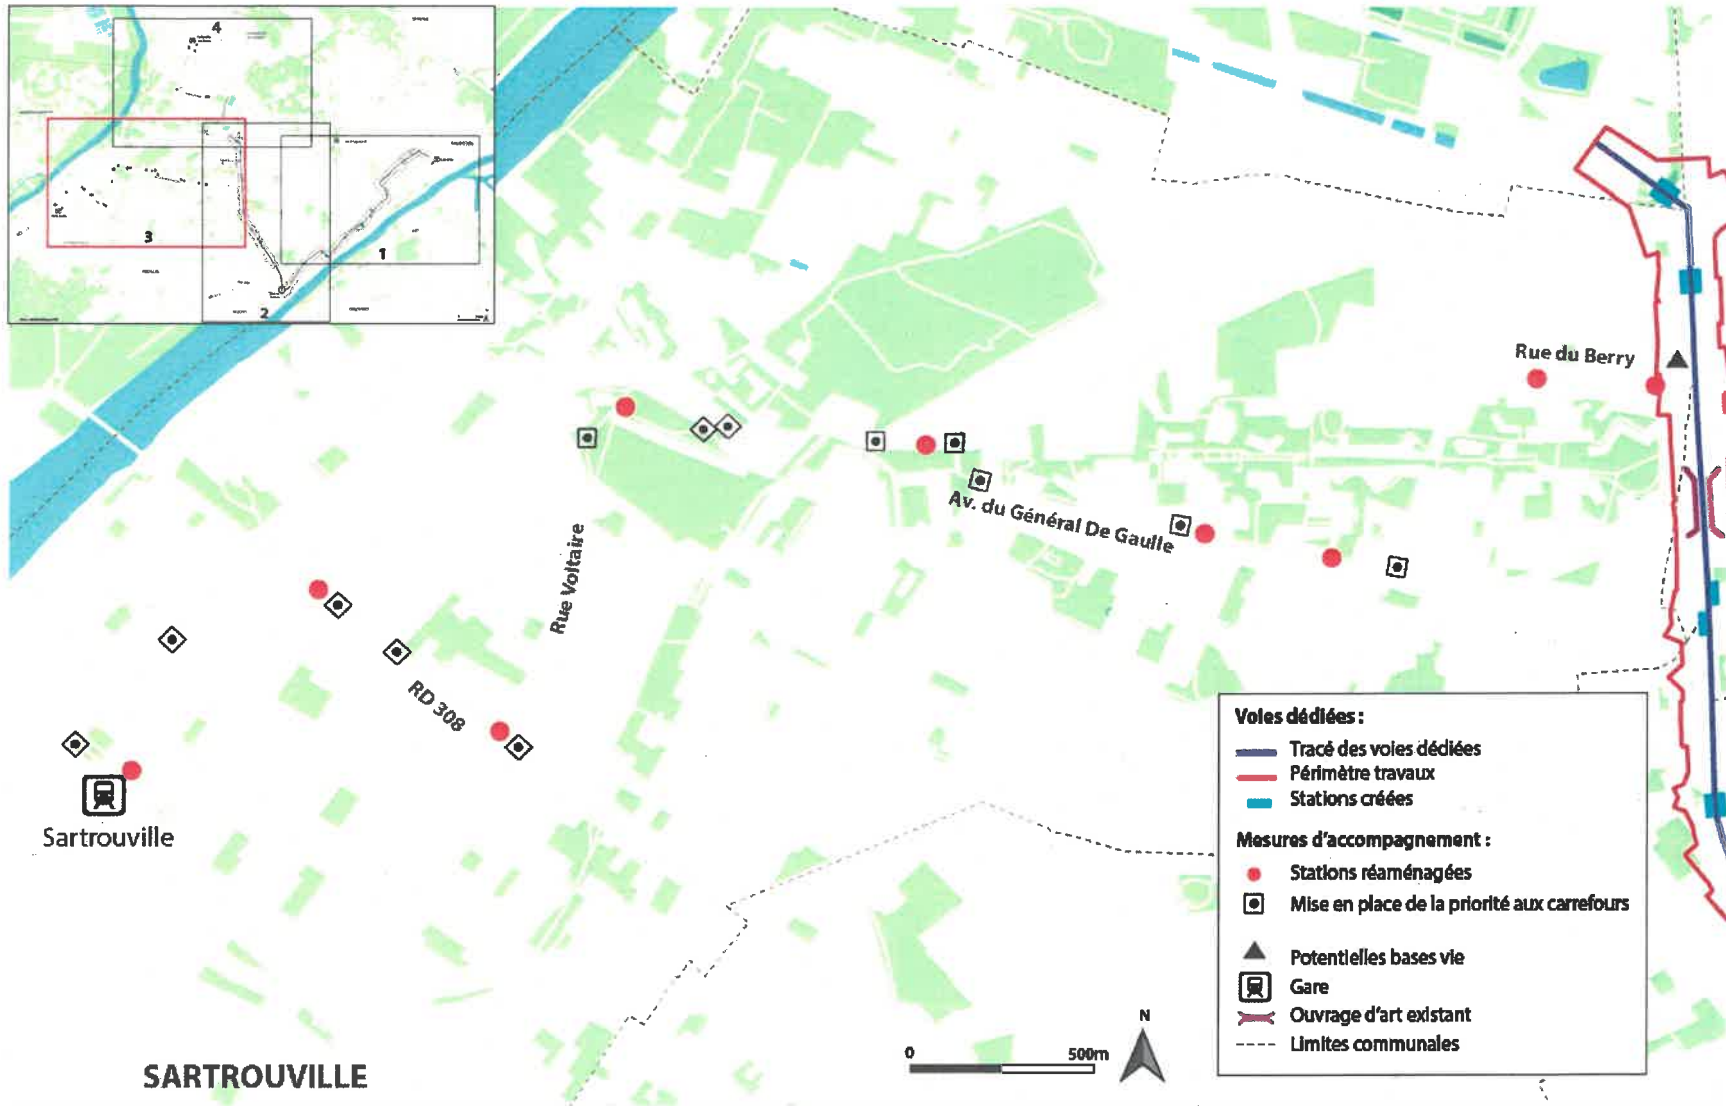 4
3
1
2
Rue du Berry
Av. du Général De Gaulle
Rue Voltaire
RD 308
Sartrouville
SARTROUVILLE
0 500m
N
Voies dédiées :
Tracé des voies dédiées
Périmètre travaux
Stations créées
Mesures d'accompagnement :
Stations réaménagées
Mise en place de la priorité aux carrefours
Potentielles bases vie
Gare
Ouvrage d'art existant
Limites communales